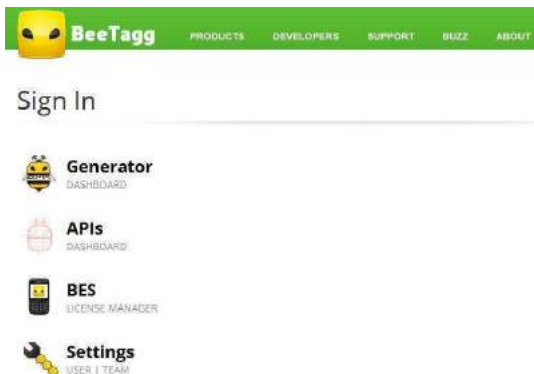 BeeTagg PRODUCTS DEVELOPERS SUPPORT BUZZ ABOUT
Sign In
Generator
DASHBOARD
APIs
DASHBOARD
BES
LICENSE MANAGER
Settings
USER | TEAM